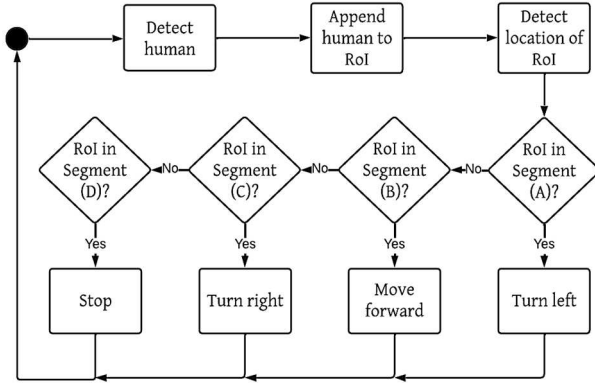 Detect
human
Append
human to
RoI
Detect
location of
RoI
RoI in
Segment
(D)?
No
RoI in
Segment
(C)?
No
RoI in
Segment
(B)?
No
RoI in
Segment
(A)?
Yes
Yes
Yes
Yes
Stop
Turn right
Move
forward
Turn left